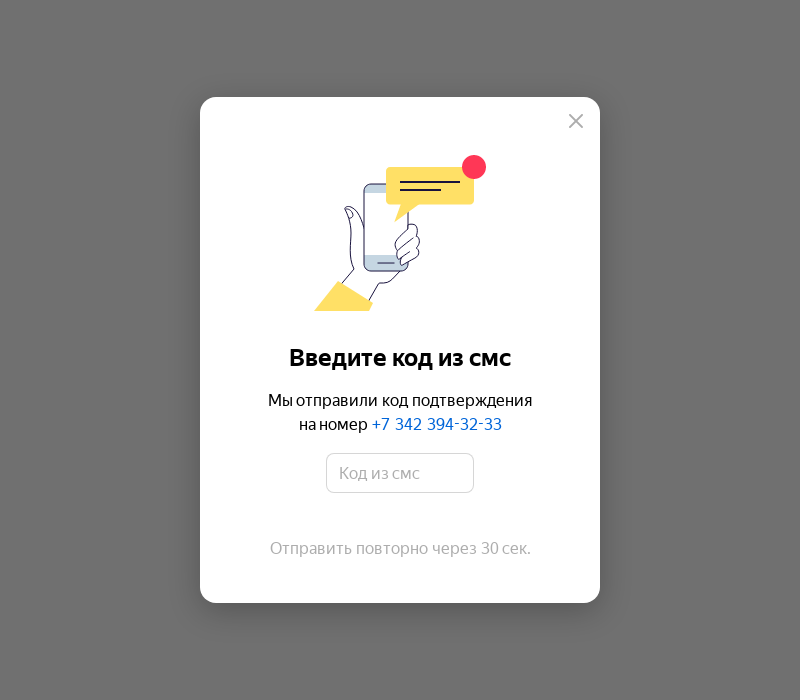 Введите код из смс
Мы отправили код подтверждения
на номер +7 342 394-32-33
Код из смс
Отправить повторно через 30 сек.